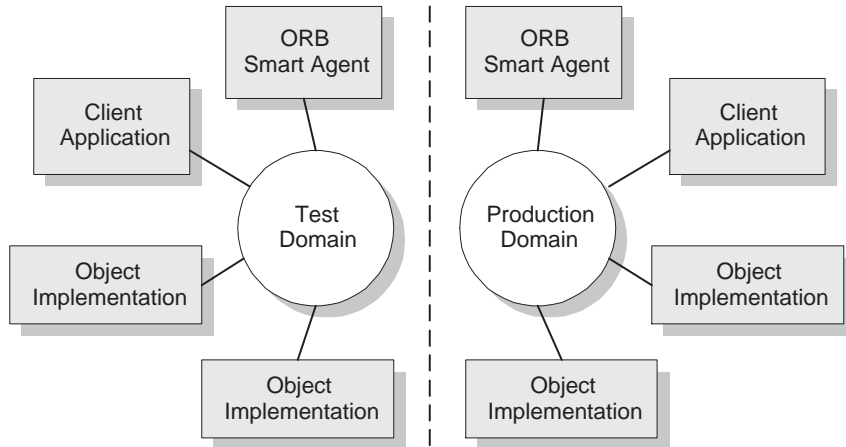 ORB
Smart Agent
Client
Application
Test
Domain
Object
Implementation
Object
Implementation
ORB
Smart Agent
Client
Application
Production
Domain
Object
Implementation
Object
Implementation